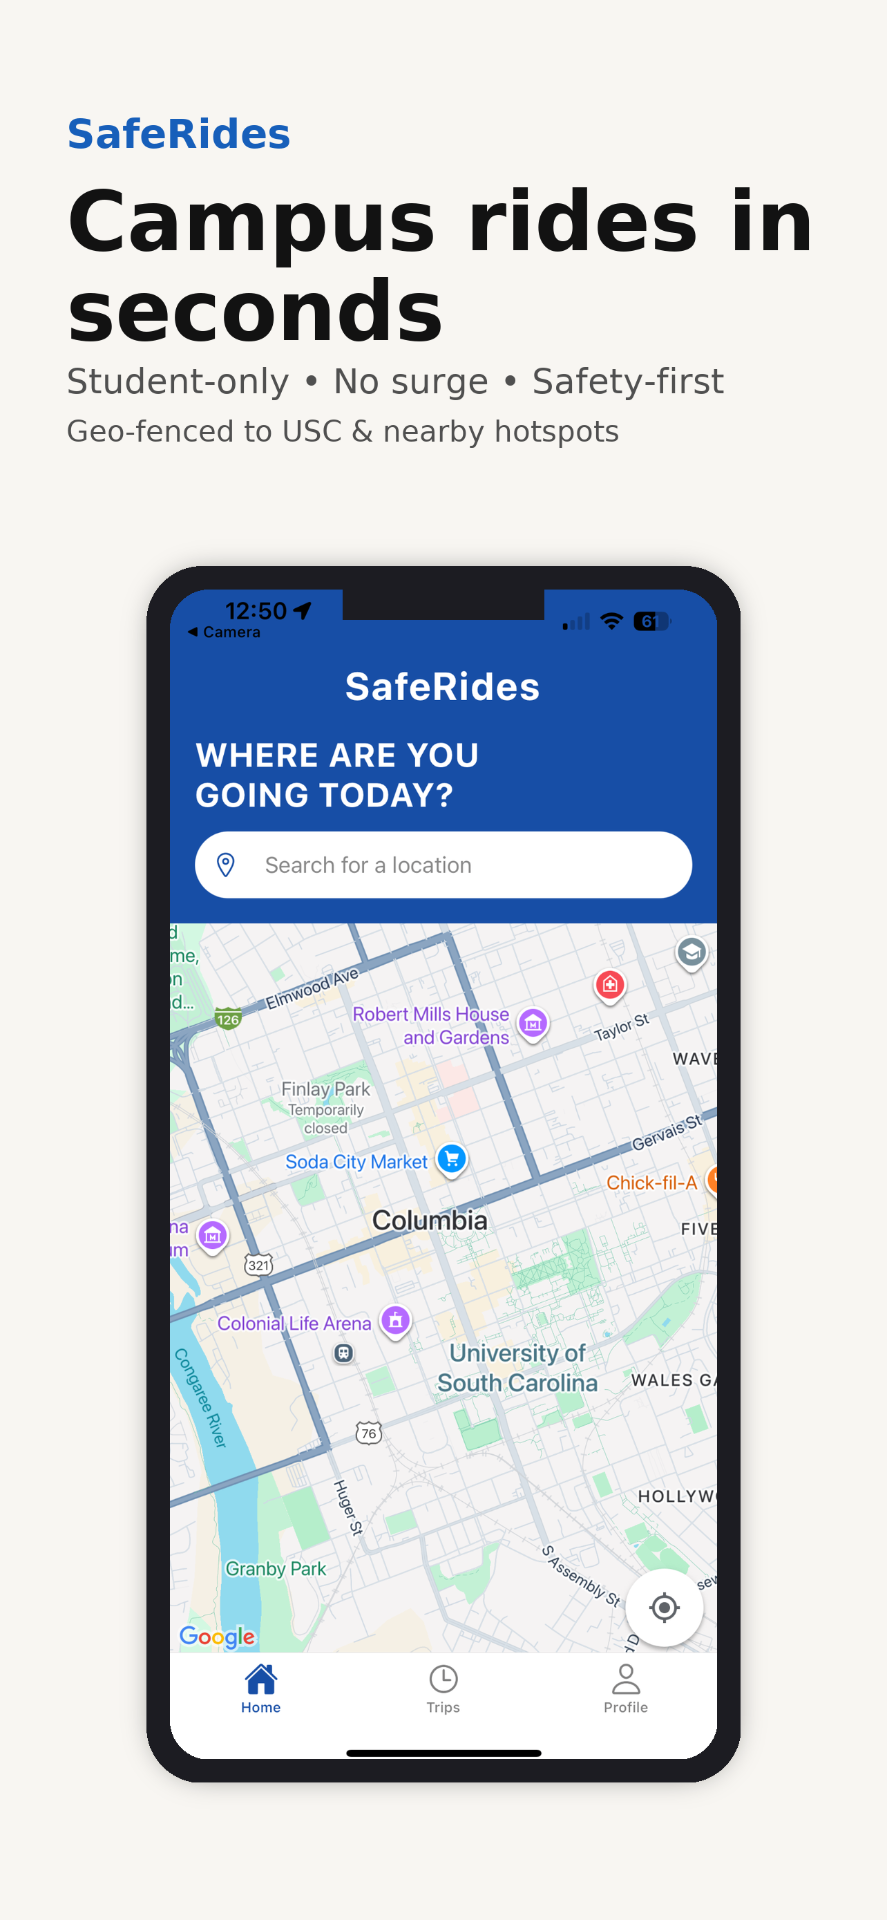 SafeRides
Campus rides in
seconds
Student-only • No surge • Safety-first
Geo-fenced to USC & nearby hotspots
12:50
61
◀ Camera
SafeRides
WHERE ARE YOU
GOING TODAY?
Search for a location
d
me,
on
d...
Elmwood Ave
126
Robert Mills House
and Gardens
Taylor St
WAVE
Finlay Park
Temporarily
closed
Gervais St
Soda City Market
Chick-fil-A
Columbia
FIVE
na
um
321
Colonial Life Arena
University of
South Carolina
WALES GA
Congaree River
76
HOLLYW
Huger St
S Assembly St
Granby Park
sew
d D
Google
Home
Trips
Profile